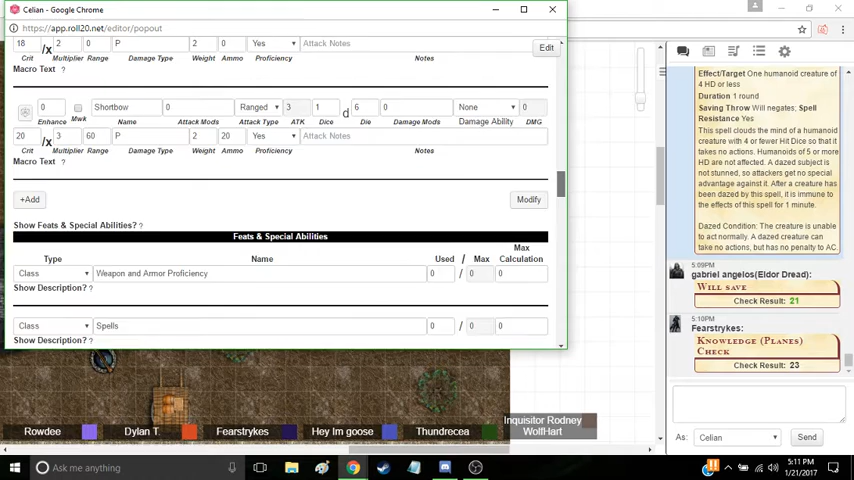 Celian - Google Chrome
https://app.roll20.net/editor/popout
18 /x 2 0 P 2 0 Yes Attack Notes
Edit
Crit Multiplier Range Damage Type Weight Ammo Proficiency Notes
Macro Text ?
0 Shortbow 0 Ranged 3 1 d 6 0 None 0
Enhance Mwk Name Attack Mods Attack Type ATK Dice Die Damage Mods Damage Ability DMG
20 /x 3 60 P 2 20 Yes Attack Notes
Crit Multiplier Range Damage Type Weight Ammo Proficiency Notes
Macro Text ?
+Add Modify
Show Feats & Special Abilities? ?
Feats & Special Abilities
Type Name Used / Max Max Calculation
Class Weapon and Armor Proficiency 0 / 0 0
Show Description? ?
Class Spells 0 / 0 0
Show Description? ?
Effect/Target One humanoid creature of
4 HD or less
Duration 1 round
Saving Throw Will negates; Spell
Resistance Yes
This spell clouds the mind of a humanoid
creature with 4 or fewer Hit Dice so that it
takes no actions. Humanoids of 5 or more
HD are not affected. A dazed subject is
not stunned, so attackers get no special
advantage against it. After a creature has
been dazed by this spell, it is immune to
the effects of this spell for 1 minute.
Dazed Condition: The creature is unable
to act normally. A dazed creature can
take no actions, but has no penalty to AC.
5:09PM
gabriel angelos(Eldor Dread):
Will save
Check Result: 21
5:10PM
Fearstrykes:
Knowledge (Planes)
Check
Check Result: 23
As: Celian Send
Rowdee Dylan T. Fearstrykes Hey Im goose Thundrecea Inquisitor Rodney
WolfHart
Ask me anything
5:11 PM
1/21/2017